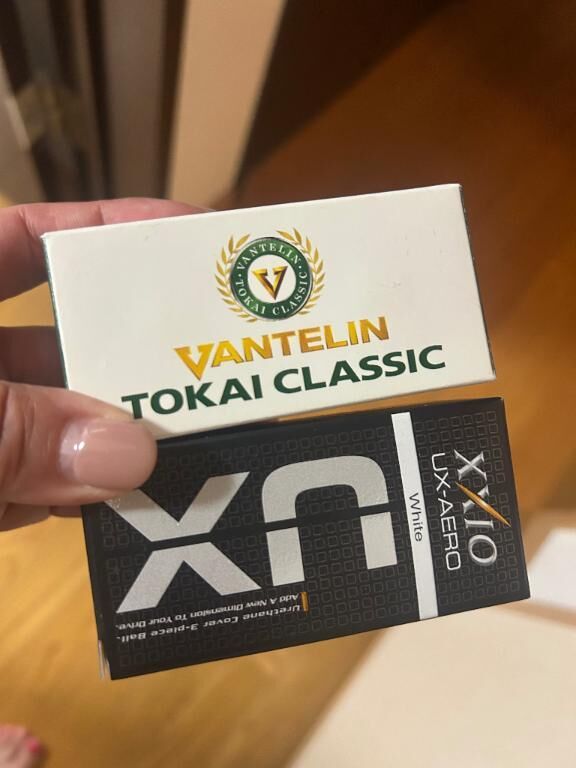 VANTELIN
TOKAI CLASSIC
VANTELIN
TOKAI CLASSIC
XXIO
UX-AERO
White
UX
Add A New Dimension To Your Drive.
Urethane Cover 3-piece Ball.